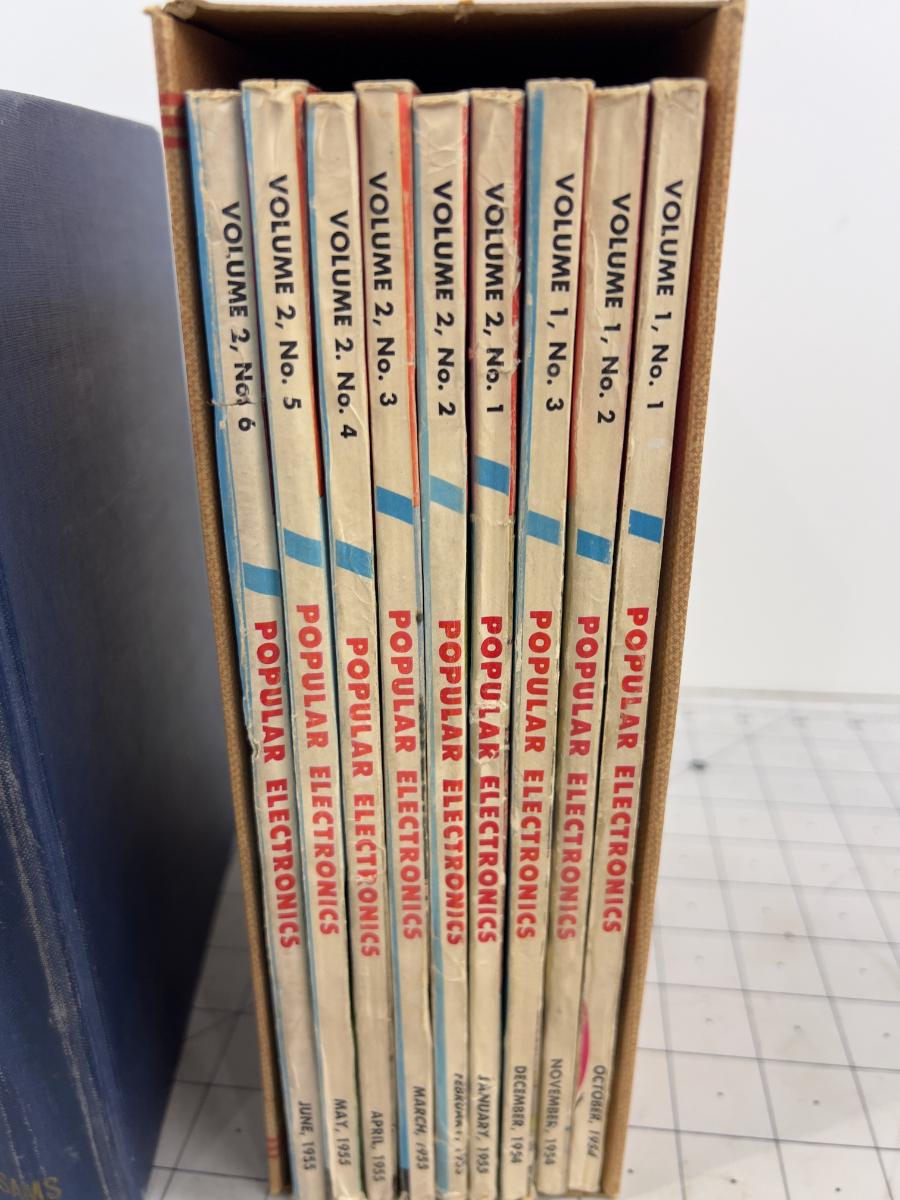 VOLUME 2, No. 6 POPULAR ELECTRONICS JUNE, 1955
VOLUME 2, No. 5 POPULAR ELECTRONICS MAY, 1955
VOLUME 2. No. 4 POPULAR ELECTRONICS APRIL, 1955
VOLUME 2, No. 3 POPULAR ELECTRONICS MARCH, 1955
VOLUME 2, No. 2 POPULAR ELECTRONICS FEBRUARY, 1955
VOLUME 2, No. 1 POPULAR ELECTRONICS JANUARY, 1955
VOLUME 1, No. 3 POPULAR ELECTRONICS DECEMBER, 1954
VOLUME 1, No. 2 POPULAR ELECTRONICS NOVEMBER, 1954
VOLUME 1, No. 1 POPULAR ELECTRONICS OCTOBER, 1954
SAMS